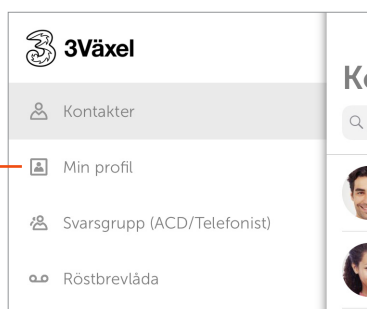 3Växel
Kontakter
Min profil
Svarsgrupp (ACD/Telefonist)
Röstbrevlåda